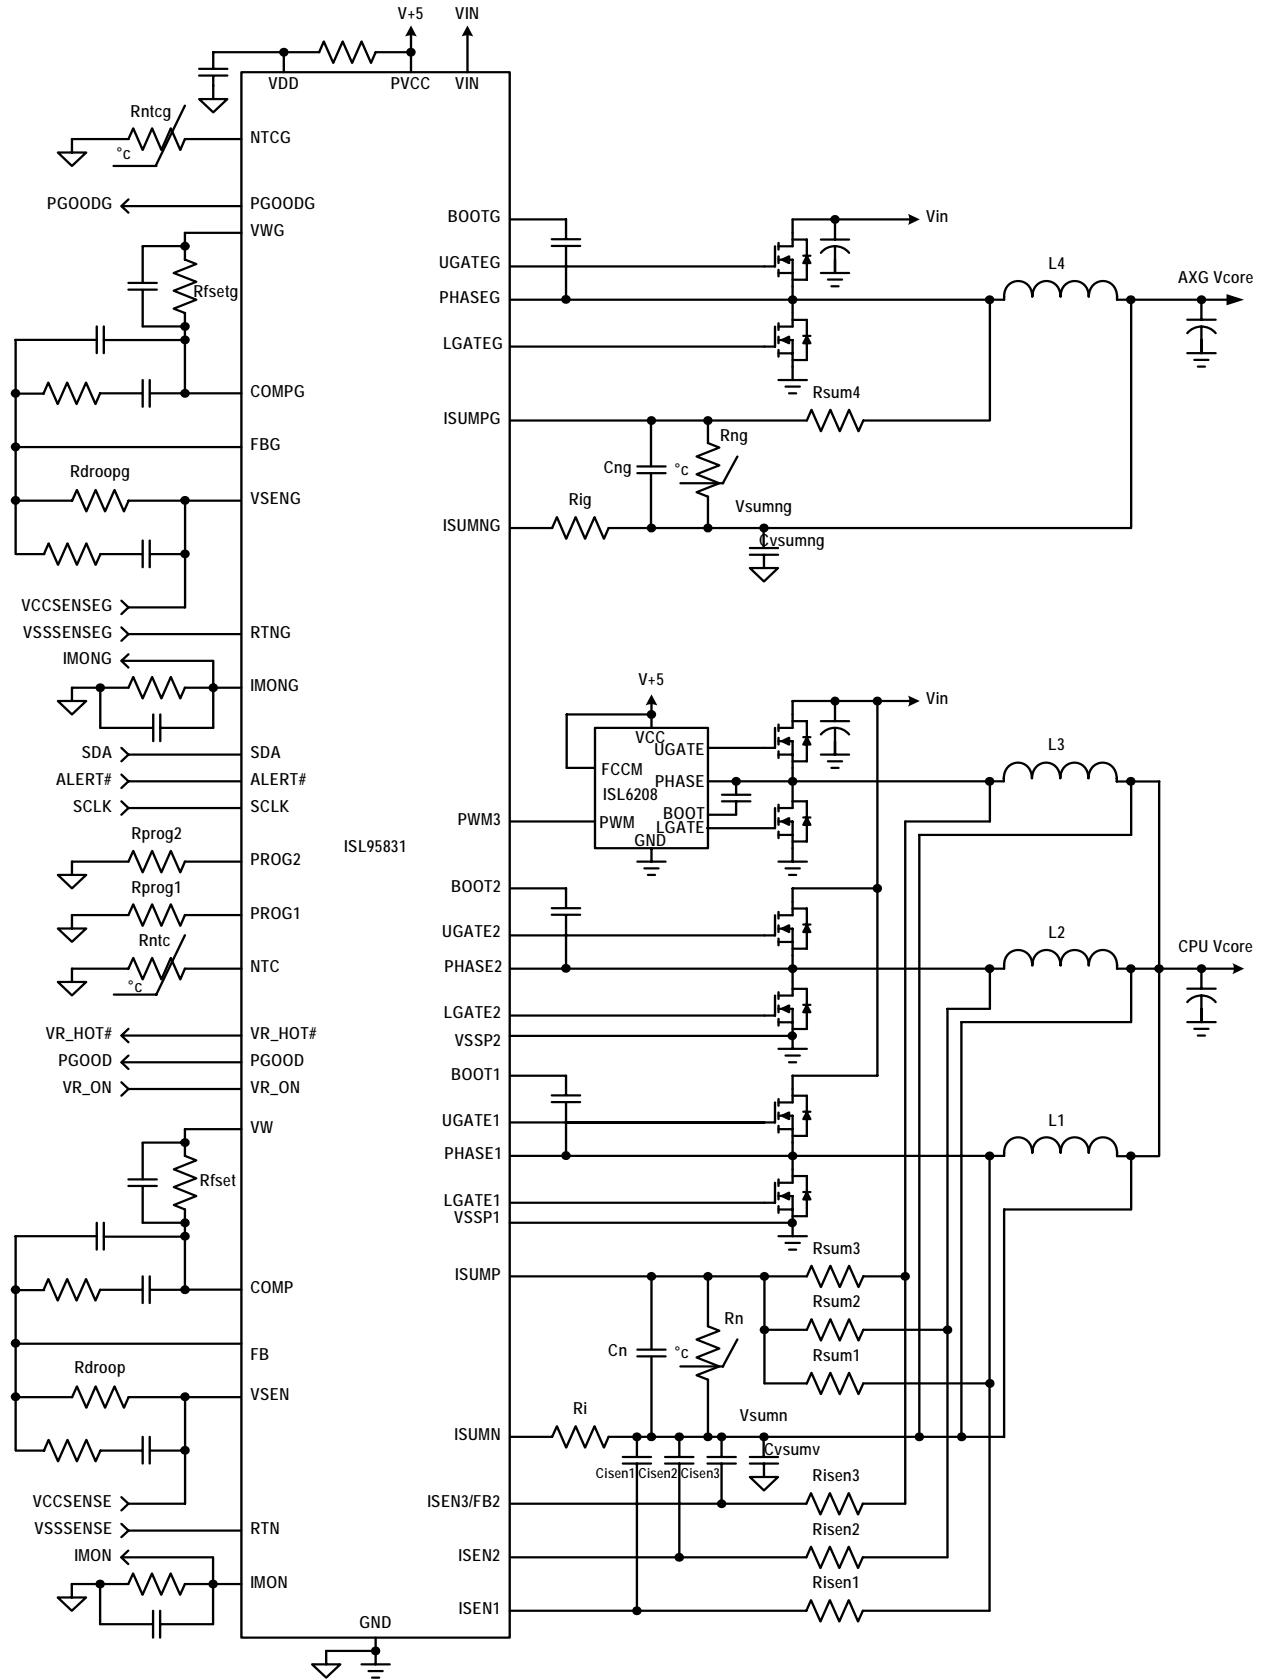 V+5 VIN
VDD PVCC VIN
Rntcg
°C
NTCG
PGOODG PGOODG
VWG
Rfsetg
COMPG
FBG
Rdroopg
VSENG
VCCSENSEG
VSSSENSEG RTNG
IMONG
IMONG
SDA SDA
ALERT# ALERT#
SCLK SCLK
Rprog2
PROG2
Rprog1
PROG1
Rntc
°C
NTC
VR_HOT# VR_HOT#
PGOOD PGOOD
VR_ON VR_ON
VW
Rfset
COMP
FB
Rdroop
VSEN
VCCSENSE
VSSSENSE RTN
IMON
IMON
GND
ISL95831
BOOTG
Vin
UGATEG
L4
PHASEG
AXG Vcore
LGATEG
Rsum4
ISUMPG
Rng
Cng
°C
Rig
Vsumng
ISUMNG
Cvsumng
V+5
Vin
VCC
UGATE
FCCM
PHASE
ISL6208
BOOT
PWM
LGATE
GND
L3
PWM3
BOOT2
UGATE2
L2
PHASE2
CPU Vcore
LGATE2
VSSP2
BOOT1
UGATE1
L1
PHASE1
LGATE1
VSSP1
Rsum3
ISUMP
Rsum2
Rn
Cn
°C
Rsum1
Ri
Vsumn
ISUMN
Cvsumv
Cisen1 Cisen2 Cisen3
Risen3
ISEN3/FB2
Risen2
ISEN2
Risen1
ISEN1